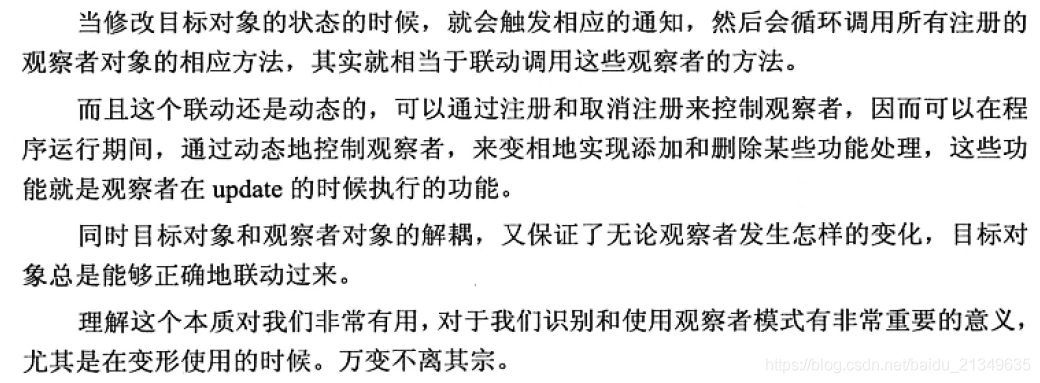 当修改目标对象的状态的时候，就会触发相应的通知，然后会循环调用所有注册的
观察者对象的相应方法，其实就相当于联动调用这些观察者的方法。
而且这个联动还是动态的，可以通过注册和取消注册来控制观察者，因而可以在程
序运行期间，通过动态地控制观察者，来变相地实现添加和删除某些功能处理，这些功
能就是观察者在 update 的时候执行的功能。
同时目标对象和观察者对象的解耦，又保证了无论观察者发生怎样的变化，目标对
象总是能够正确地联动过来。
理解这个本质对我们非常有用，对于我们识别和使用观察者模式有非常重要的意义，
尤其是在变形使用的时候。万变不离其宗。
https://blog.csdn.net/baidu_21349635